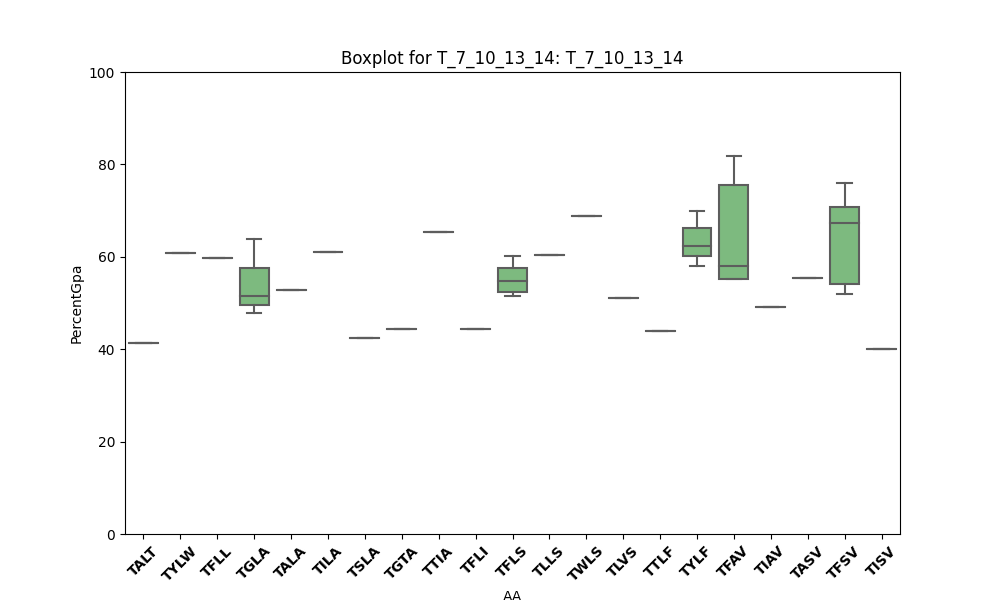 Boxplot for T_7_10_13_14: T_7_10_13_14
PercentGpa
100
80
60
40
20
0
TALT TYLW TFLL TGLA TALA TILA TSLA TGTA TTIA TFLI TFLS TLLS TWLS TLVS TTLF TYLF TFAV TIAV TASV TFSV TISV
AA